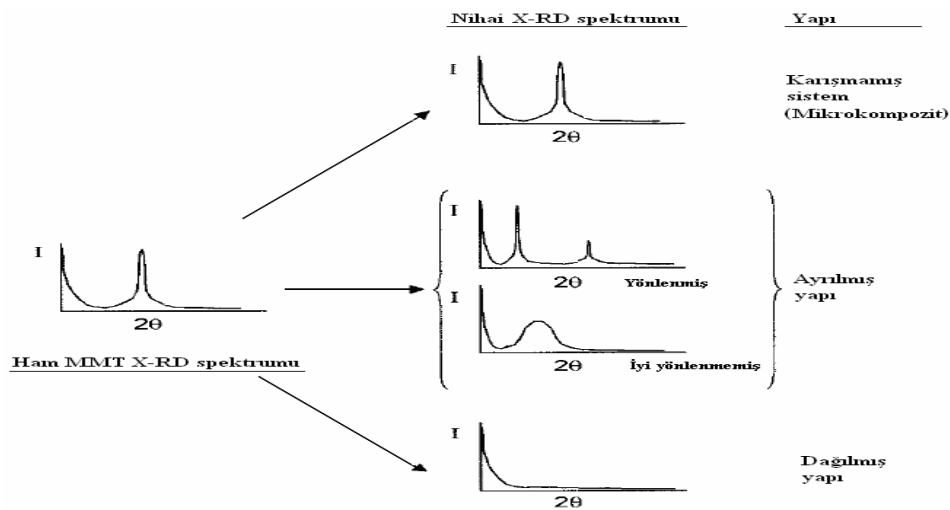 Nihai X-RD spektrumu
Yapı
I
2θ
Karışmamış
sistem
(Mikrokompozit)
I
2θ
Ham MMT X-RD spektrumu
I
2θ
Yönlenmiş
I
2θ
İyi yönlenmemiş
Ayrılmış
yapı
I
2θ
Dağılmış
yapı